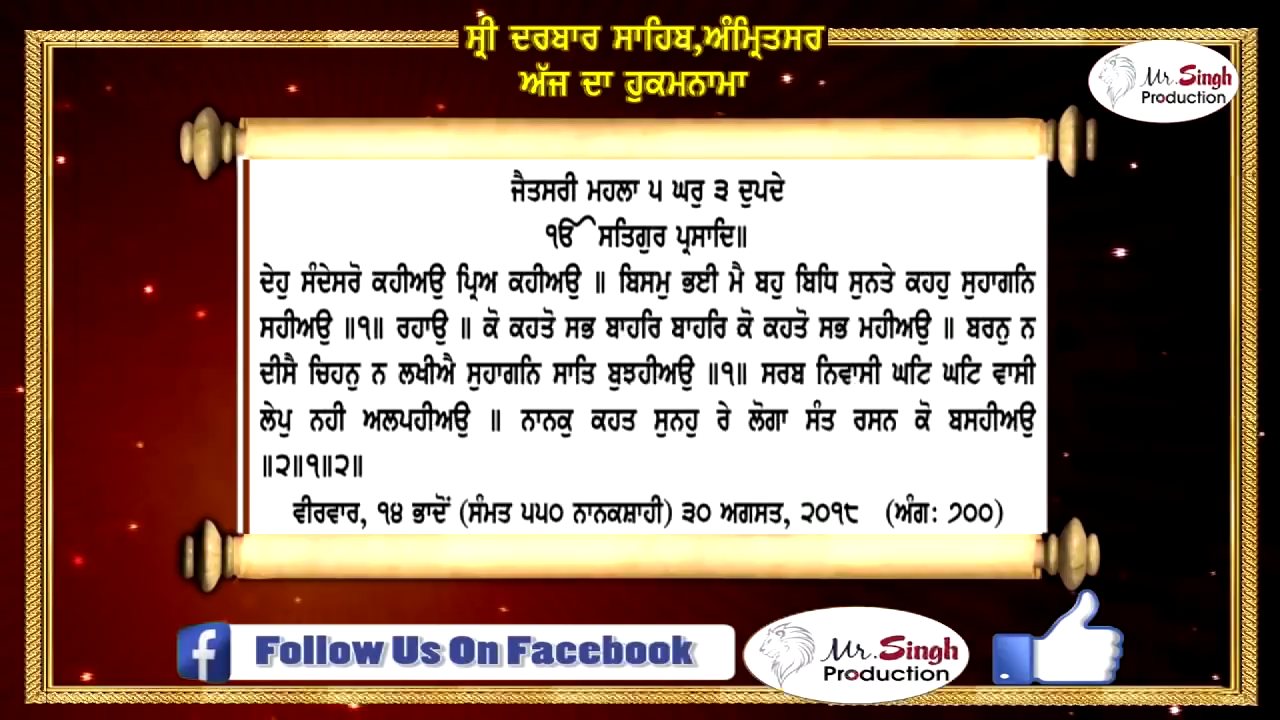 ਸ੍ਰੀ ਦਰਬਾਰ ਸਾਹਿਬ,ਅੰਮ੍ਰਿਤਸਰ
ਅੱਜ ਦਾ ਹੁਕਮਨਾਮਾ
Mr.Singh
Production
ਜੈਤਸਰੀ ਮਹਲਾ ੫ ਘਰੁ ੩ ਦੁਪਦੇ
ੴ ਸਤਿਗੁਰ ਪ੍ਰਸਾਦਿ॥
ਦੇਹੁ ਸੰਦੇਸਰੋ ਕਹੀਅਉ ਪ੍ਰਿਅ ਕਹੀਅਉ ॥ ਬਿਸਮੁ ਭਈ ਮੈ ਬਹੁ ਬਿਧਿ ਸੁਨਤੇ ਕਹਹੁ ਸੁਹਾਗਨਿ
ਸਹੀਅਉ ॥੧॥ ਰਹਾਉ ॥ ਕੋ ਕਹਤੋ ਸਭ ਬਾਹਰਿ ਬਾਹਰਿ ਕੋ ਕਹਤੋ ਸਭ ਮਹੀਅਉ ॥ ਬਰਨੁ ਨ
ਦੀਸੈ ਚਿਹਨੁ ਨ ਲਖੀਐ ਸੁਹਾਗਨਿ ਸਾਤਿ ਬੁਝਹੀਅਉ ॥੧॥ ਸਰਬ ਨਿਵਾਸੀ ਘਟਿ ਘਟਿ ਵਾਸੀ
ਲੇਪੁ ਨਹੀ ਅਲਪਹੀਅਉ ॥ ਨਾਨਕੁ ਕਹਤ ਸੁਨਹੁ ਰੇ ਲੋਗਾ ਸੰਤ ਰਸਨ ਕੋ ਬਸਹੀਅਉ
॥੨॥੧॥੨॥
ਵੀਰਵਾਰ, ੧੪ ਭਾਦੋਂ (ਸੰਮਤ ੫੫੦ ਨਾਨਕਸ਼ਾਹੀ) ੩੦ ਅਗਸਤ, ੨੦੧੮ (ਅੰਗ: ੭੦੦)
Follow Us On Facebook
Mr.Singh
Production